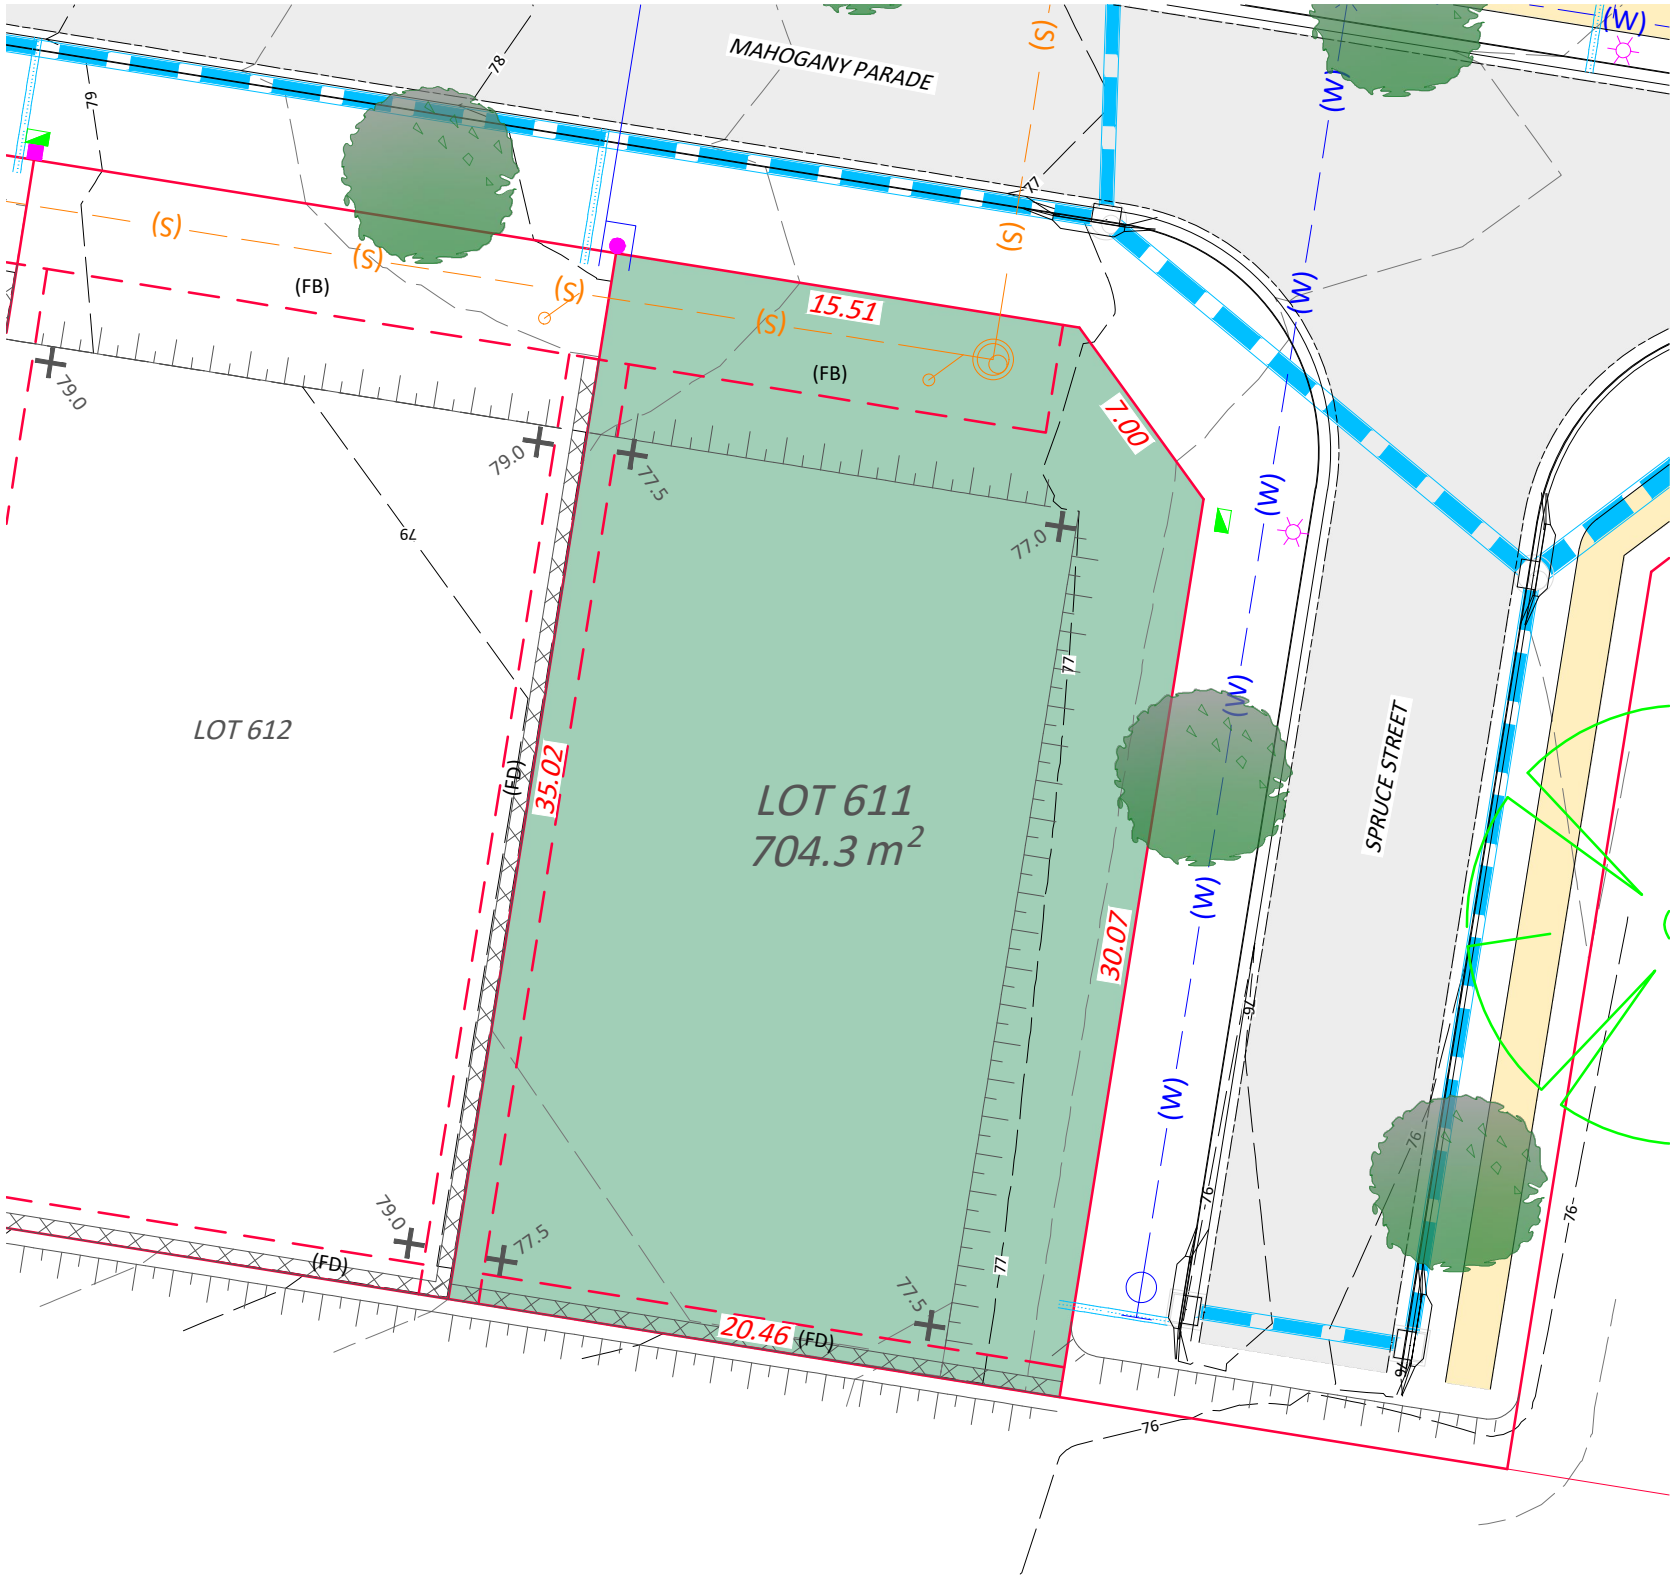 (W)
(S)
MAHOGANY PARADE
78
79
(W)
77
(S)
(S)
(S)
(S)
(S)
(FB)
15.51
(W)
(FB)
79.0
7.00
79.0
77.5
(W)
77.0
79
77
(W)
LOT 612
SPRUCE STREET
(FD)
35.02
LOT 611
704.3 m²
(W)
30.07
76
(W)
76
76
79.0
77.5
76
(FD)
77
77.5
20.46
(FD)
76
76